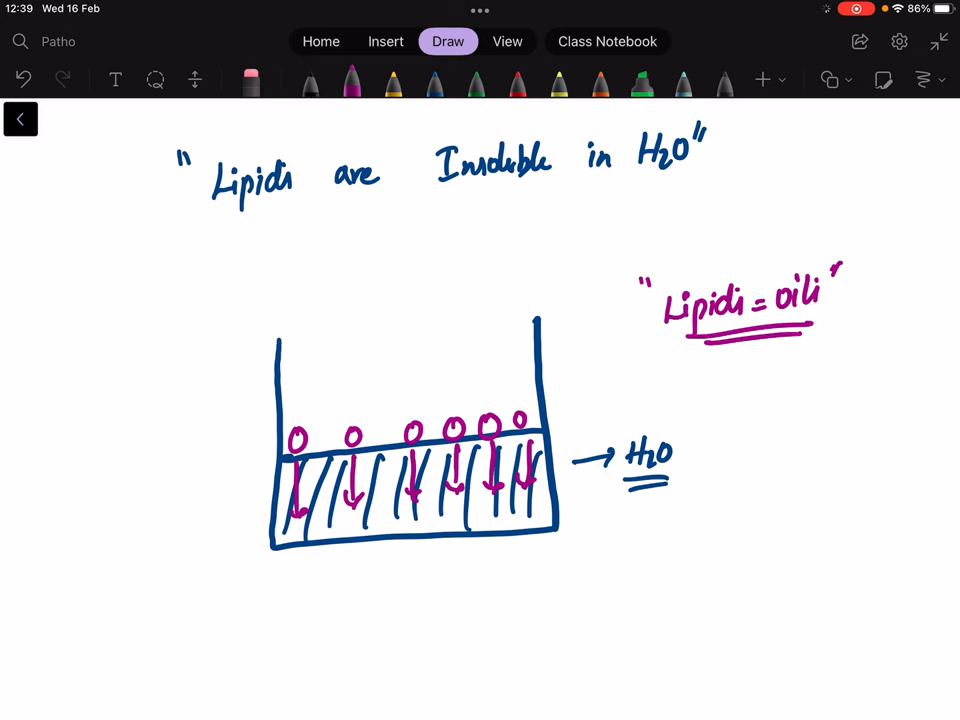 12:39 Wed 16 Feb
86%
Patho
Home Insert Draw View Class Notebook
"Lipids are Insoluble in H2O"
"Lipids = oils"
→ H2O